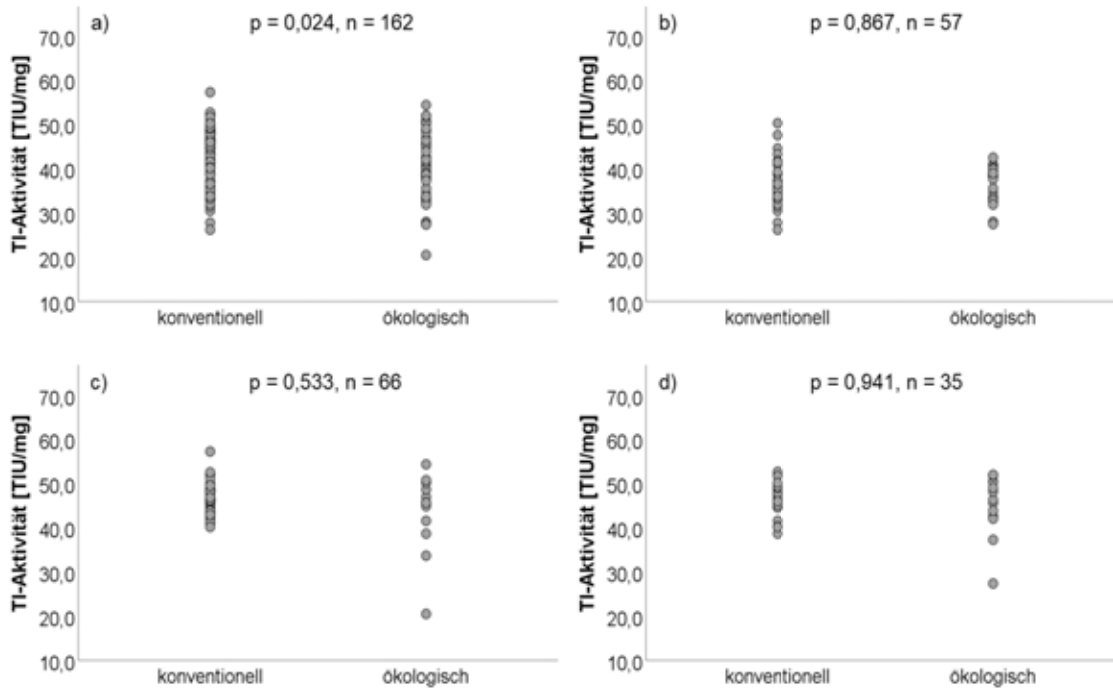 a) p = 0,024, n = 162
TI-Aktivität [TIU/mg]
70,0
60,0
50,0
40,0
30,0
20,0
10,0
konventionell ökologisch
b) p = 0,867, n = 57
TI-Aktivität [TIU/mg]
70,0
60,0
50,0
40,0
30,0
20,0
10,0
konventionell ökologisch
c) p = 0,533, n = 66
TI-Aktivität [TIU/mg]
70,0
60,0
50,0
40,0
30,0
20,0
10,0
konventionell ökologisch
d) p = 0,941, n = 35
TI-Aktivität [TIU/mg]
70,0
60,0
50,0
40,0
30,0
20,0
10,0
konventionell ökologisch